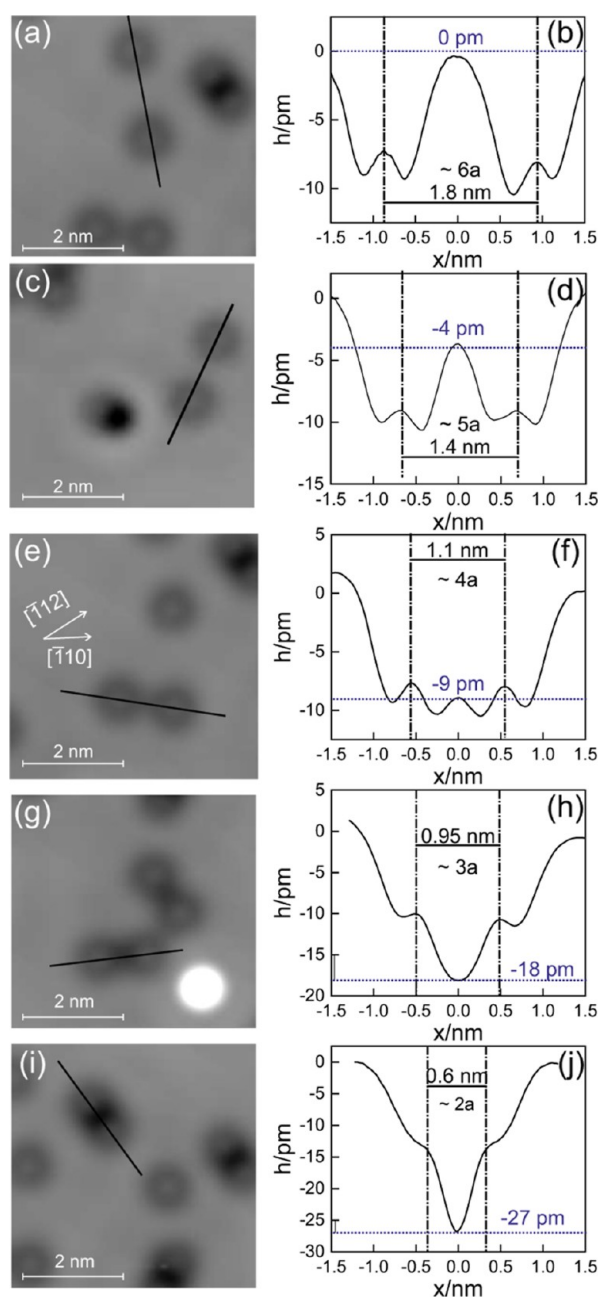 (a)
2 nm
(b)
0 pm
h/pm
0
-5
-10
~ 6a
1.8 nm
-1.5 -1.0 -0.5 0.0 0.5 1.0 1.5
x/nm
(c)
2 nm
(d)
-4 pm
h/pm
0
-5
-10
-15
~ 5a
1.4 nm
-1.5 -1.0 -0.5 0.0 0.5 1.0 1.5
x/nm
(e)
[1̄12]
[1̄10]
2 nm
(f)
1.1 nm
~ 4a
-9 pm
h/pm
5
0
-5
-10
-1.5 -1.0 -0.5 0.0 0.5 1.0 1.5
x/nm
(g)
2 nm
(h)
0.95 nm
~ 3a
-18 pm
h/pm
5
0
-5
-10
-15
-20
-1.5 -1.0 -0.5 0.0 0.5 1.0 1.5
x/nm
(i)
2 nm
(j)
0.6 nm
~ 2a
-27 pm
h/pm
0
-5
-10
-15
-20
-25
-30
-1.5 -1.0 -0.5 0.0 0.5 1.0 1.5
x/nm